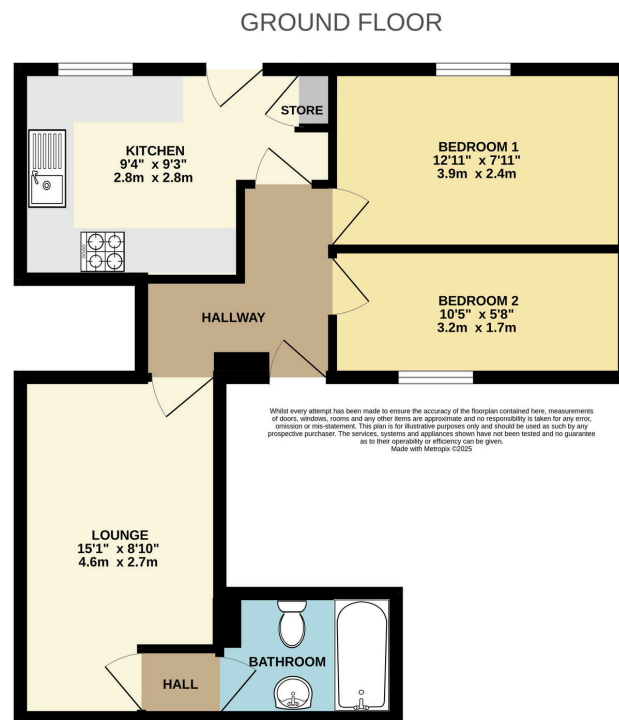 GROUND FLOOR
STORE
KITCHEN
9'4" x 9'3"
2.8m x 2.8m
BEDROOM 1
12'11" x 7'11"
3.9m x 2.4m
HALLWAY
BEDROOM 2
10'5" x 5'8"
3.2m x 1.7m
Whilst every attempt has been made to ensure the accuracy of the floorplan contained here, measurements
of doors, windows, rooms and any other items are approximate and no responsibility is taken for any error,
omission or mis-statement. This plan is for illustrative purposes only and should be used as such by any
prospective purchaser. The services, systems and appliances shown have not been tested and no guarantee
as to their operability or efficiency can be given.
Made with Metropix ©2025
LOUNGE
15'1" x 8'10"
4.6m x 2.7m
BATHROOM
HALL